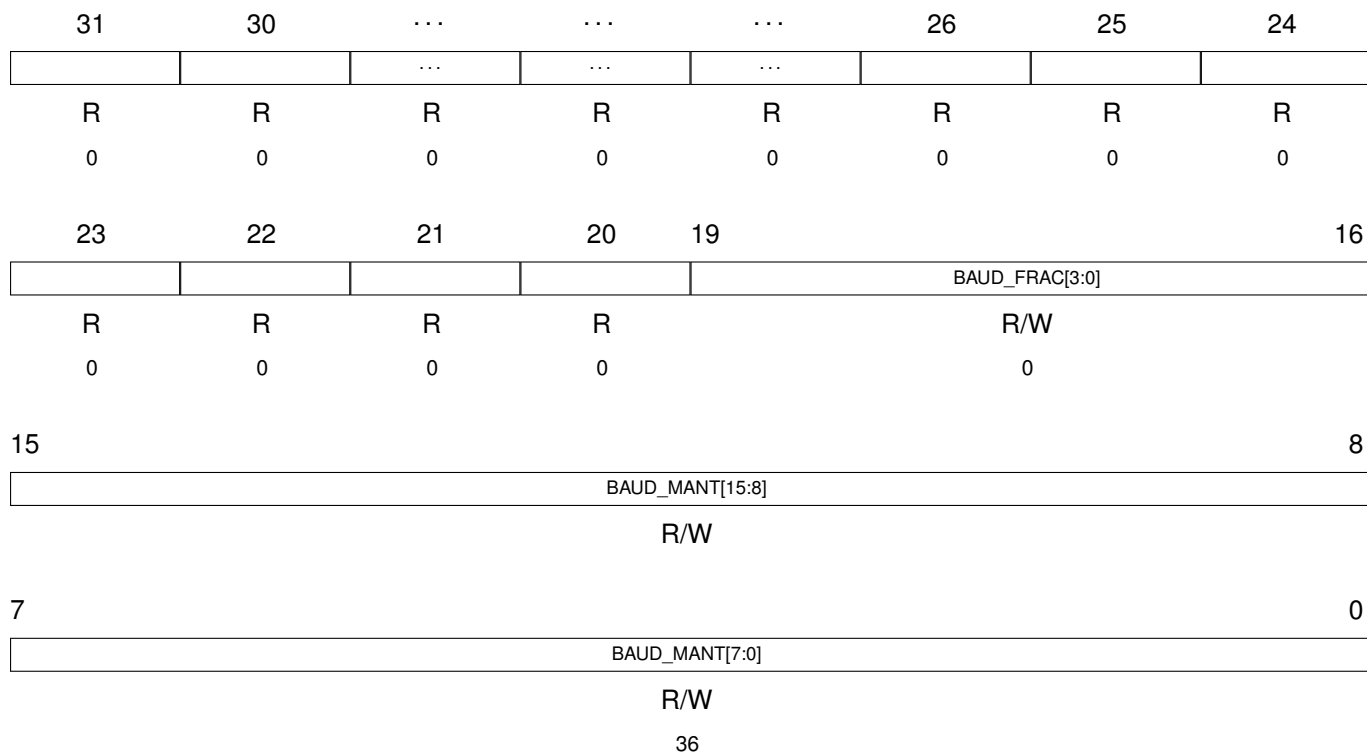 31 30 . . . . . . . . . 26 25 24
. . . . . . . . .
R R R R R R R R
0 0 0 0 0 0 0 0
23 22 21 20 19 16
BAUD_FRAC[3:0]
R R R R R/W
0 0 0 0 0
15 8
BAUD_MANT[15:8]
R/W
7 0
BAUD_MANT[7:0]
R/W
36